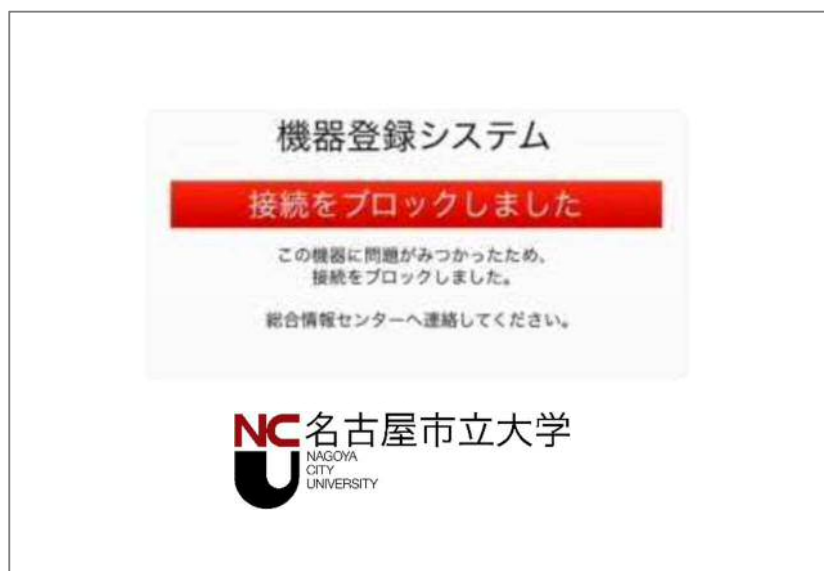 機器登録システム
接続をブロックしました
この機器に問題がみつかったため、
接続をブロックしました。
総合情報センターへ連絡してください。
NCU 名古屋市立大学
NAGOYA
CITY
UNIVERSITY